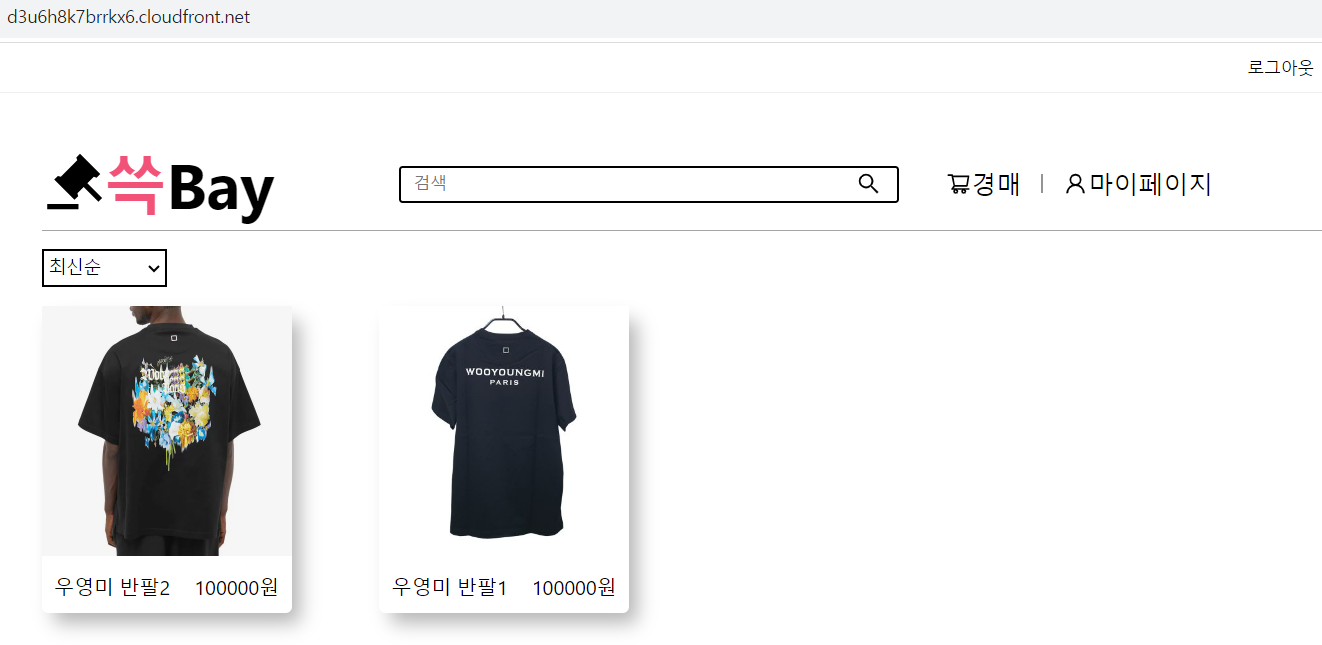 d3u6h8k7brrkx6.cloudfront.net
로그아웃
쓱Bay
검색
경매 | 마이페이지
최신순
WOOYOUNGMI
PARIS
우영미 반팔2 100000원
우영미 반팔1 100000원